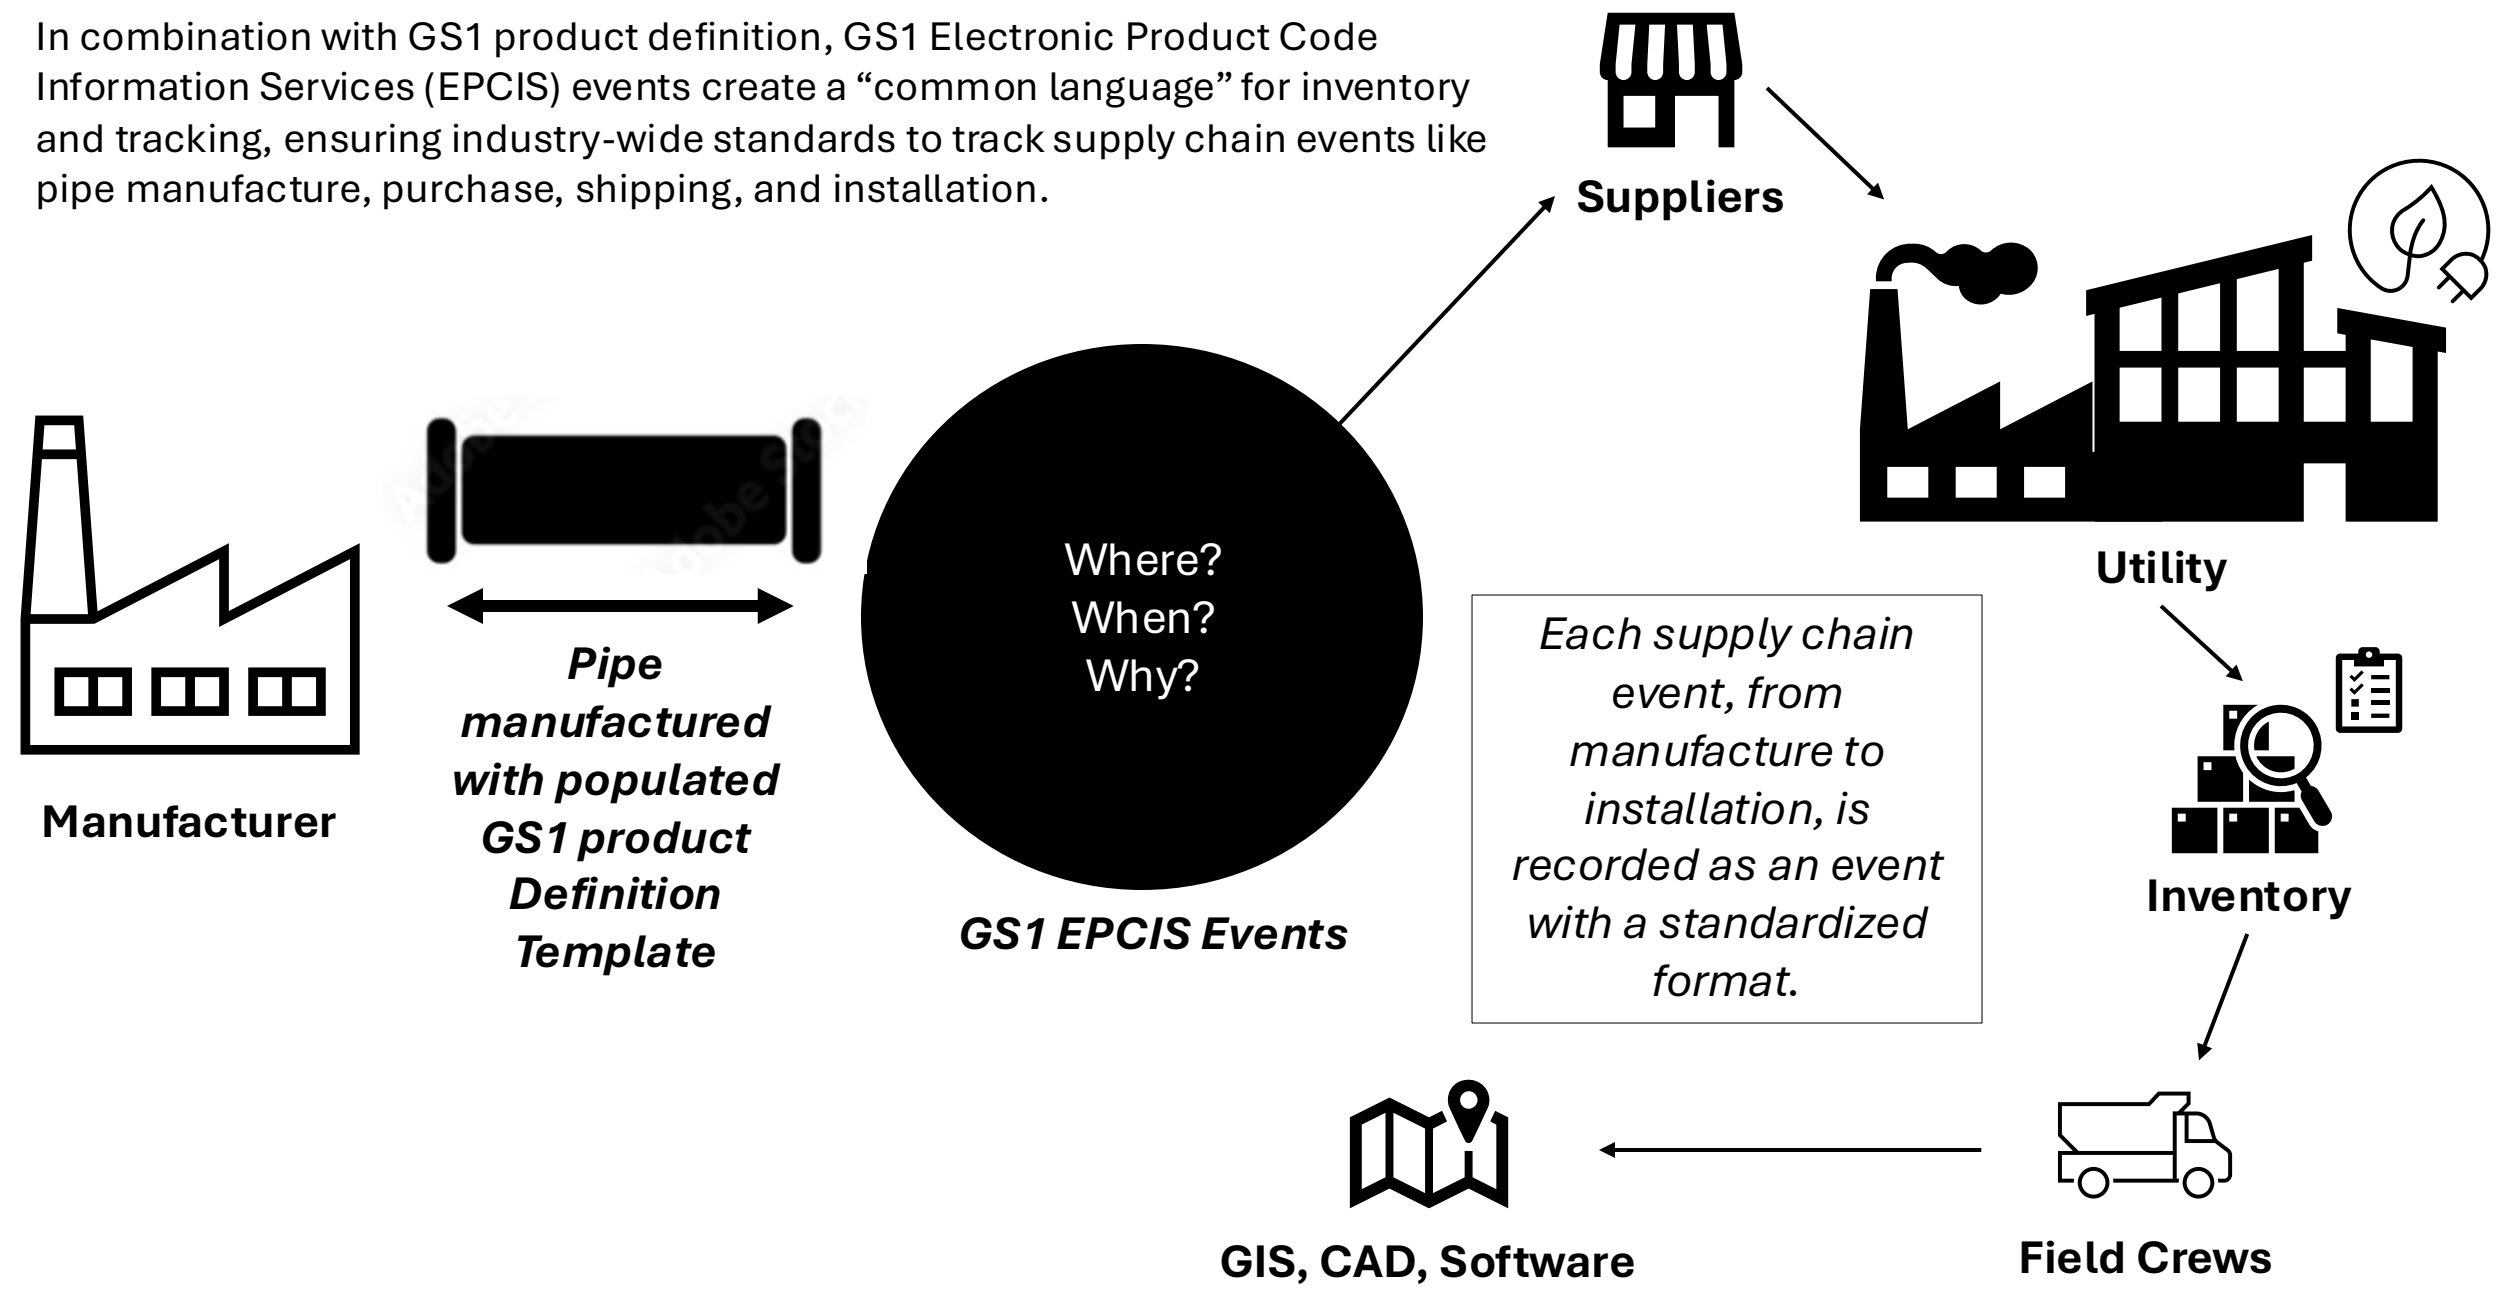 In combination with GS1 product definition, GS1 Electronic Product Code
Information Services (EPCIS) events create a “common language” for inventory
and tracking, ensuring industry-wide standards to track supply chain events like
pipe manufacture, purchase, shipping, and installation.
Suppliers
Utility
Where?
When?
Why?
GS1 EPCIS Events
Manufacturer
Pipe
manufactured
with populated
GS1 product
Definition
Template
Each supply chain
event, from
manufacture to
installation, is
recorded as an event
with a standardized
format.
Inventory
Field Crews
GIS, CAD, Software
Adobe
Adobe Stock